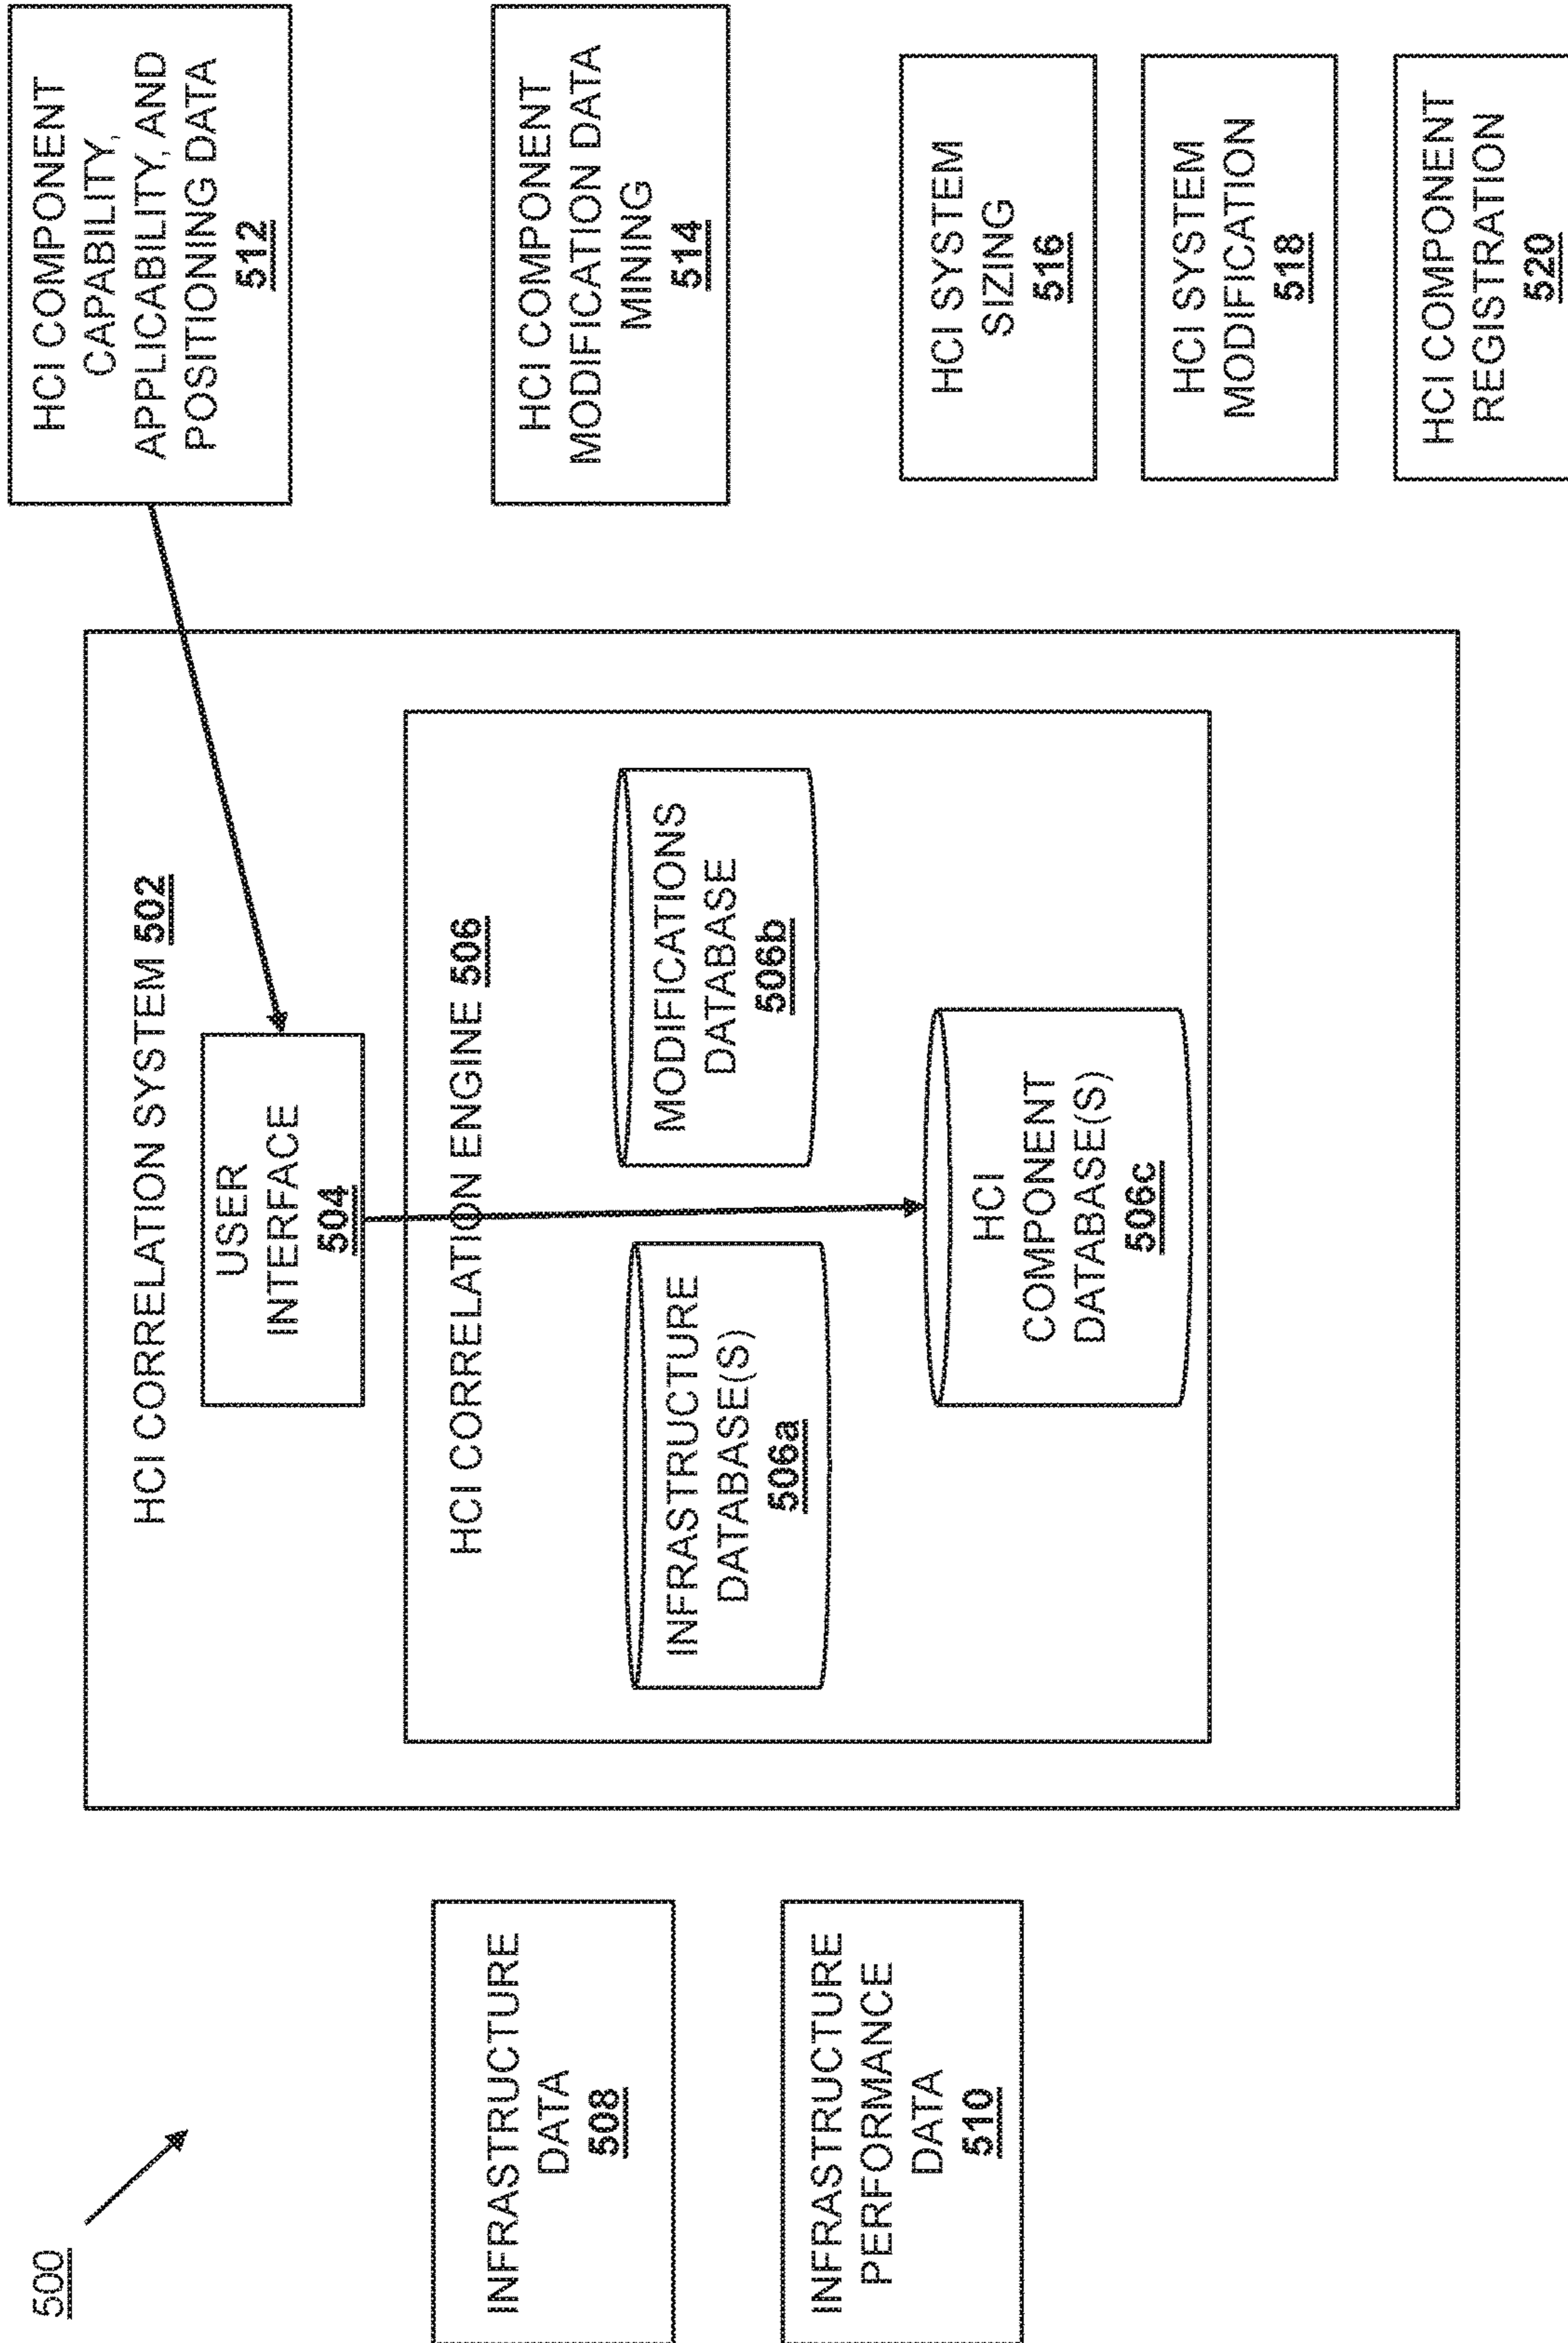 500
INFRASTRUCTURE
DATA
508
INFRASTRUCTURE
PERFORMANCE
DATA
510
HCI CORRELATION SYSTEM 502
USER
INTERFACE
504
HCI CORRELATION ENGINE 506
INFRASTRUCTURE
DATABASE(S)
506a
MODIFICATIONS
DATABASE
506b
HCI
COMPONENT
DATABASE(S)
506c
HCI COMPONENT
CAPABILITY,
APPLICABILITY, AND
POSITIONING DATA
512
HCI COMPONENT
MODIFICATION DATA
MINING
514
HCI SYSTEM
SIZING
516
HCI SYSTEM
MODIFICATION
518
HCI COMPONENT
REGISTRATION
520